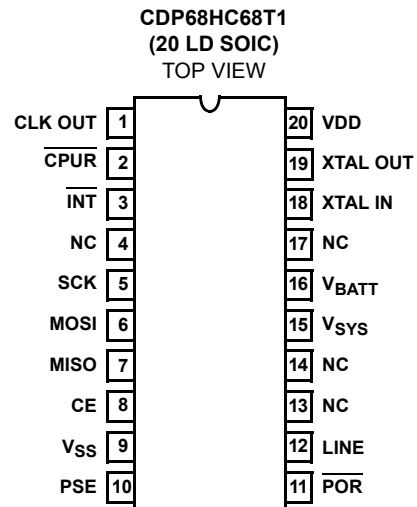 CDP68HC68T1
(20 LD SOIC)
TOP VIEW
CLK OUT 1 20 VDD
CPUR 2 19 XTAL OUT
INT 3 18 XTAL IN
NC 4 17 NC
SCK 5 16 VBATT
MOSI 6 15 VSYS
MISO 7 14 NC
CE 8 13 NC
VSS 9 12 LINE
PSE 10 11 POR